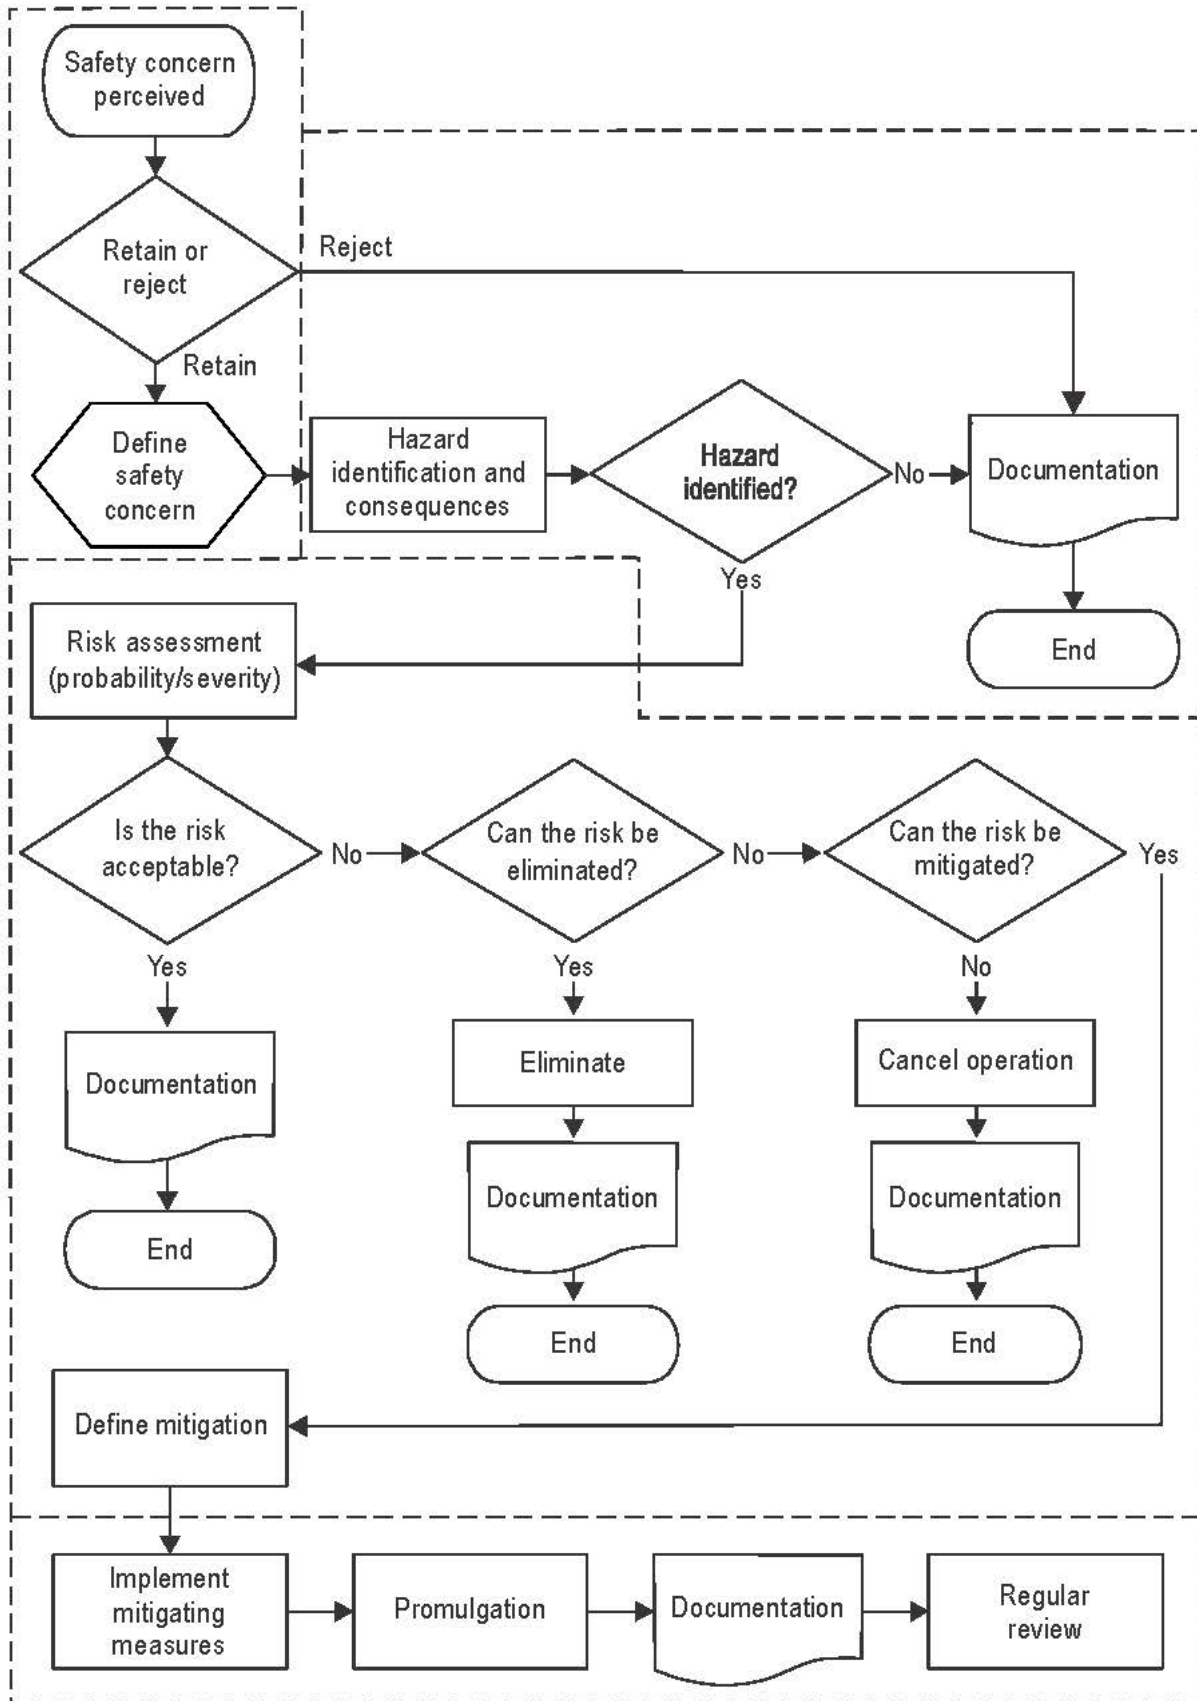 Safety concern
perceived
Retain or
reject
Reject
Retain
Define
safety
concern
Hazard
identification and
consequences
Hazard
identified?
No
Documentation
Yes
End
Risk assessment
(probability/severity)
Is the risk
acceptable?
No
Can the risk be
eliminated?
No
Can the risk be
mitigated?
Yes
Yes
Yes
No
Documentation
Eliminate
Cancel operation
Documentation
Documentation
End
End
End
Define mitigation
Implement
mitigating
measures
Promulgation
Documentation
Regular
review